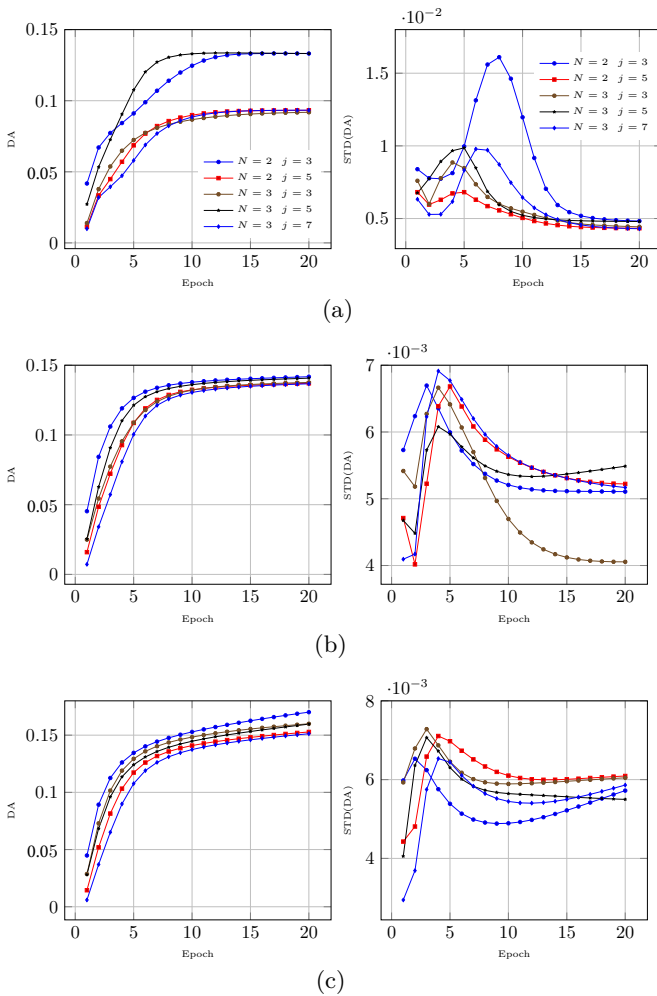 ·10⁻²
0.15
0.1
0.05
0
DA
0 5 10 15 20
Epoch
N = 2 j = 3
N = 2 j = 5
N = 3 j = 3
N = 3 j = 5
N = 3 j = 7
1.5
1
0.5
STD(DA)
0 5 10 15 20
Epoch
N = 2 j = 3
N = 2 j = 5
N = 3 j = 3
N = 3 j = 5
N = 3 j = 7
(a)
0.15
0.1
0.05
0
DA
0 5 10 15 20
Epoch
·10⁻³
7
6
5
4
STD(DA)
0 5 10 15 20
Epoch
(b)
0.15
0.1
0.05
0
DA
0 5 10 15 20
Epoch
·10⁻³
8
6
4
STD(DA)
0 5 10 15 20
Epoch
(c)